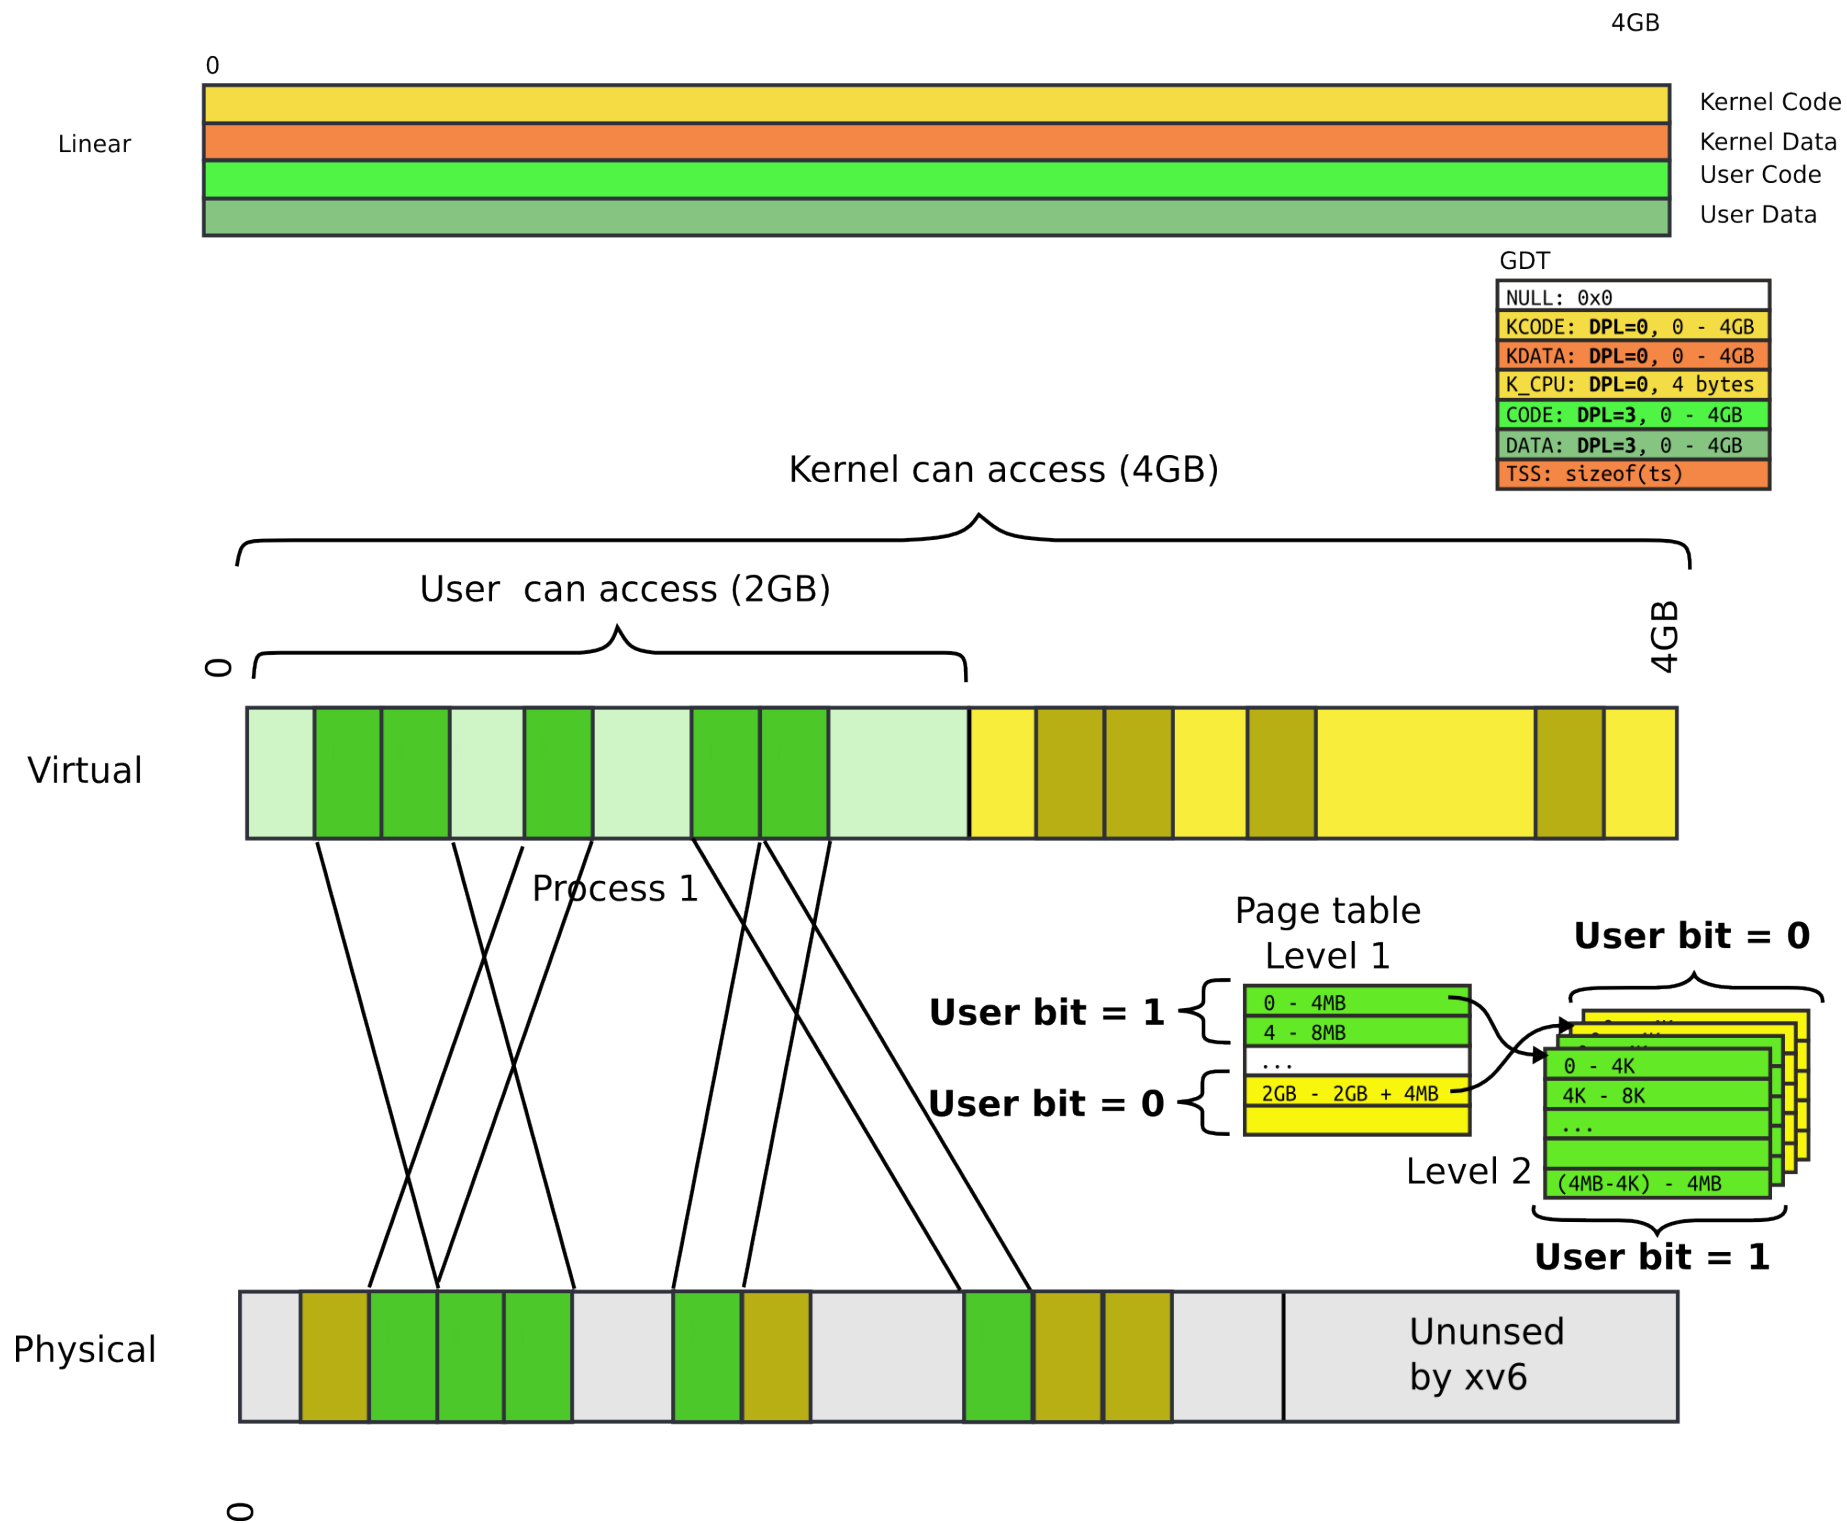 4GB
0
Linear
Kernel Code
Kernel Data
User Code
User Data
GDT
NULL: 0x0
KCODE: DPL=0, 0 - 4GB
KDATA: DPL=0, 0 - 4GB
K_CPU: DPL=0, 4 bytes
CODE: DPL=3, 0 - 4GB
DATA: DPL=3, 0 - 4GB
TSS: sizeof(ts)
Kernel can access (4GB)
User can access (2GB)
0
4GB
Virtual
Process 1
Page table
Level 1
User bit = 1
0 - 4MB
4 - 8MB
...
User bit = 0
2GB - 2GB + 4MB
User bit = 0
0 - 4K
4K - 8K
...
(4MB-4K) - 4MB
Level 2
User bit = 1
Physical
Ununsed
by xv6
0